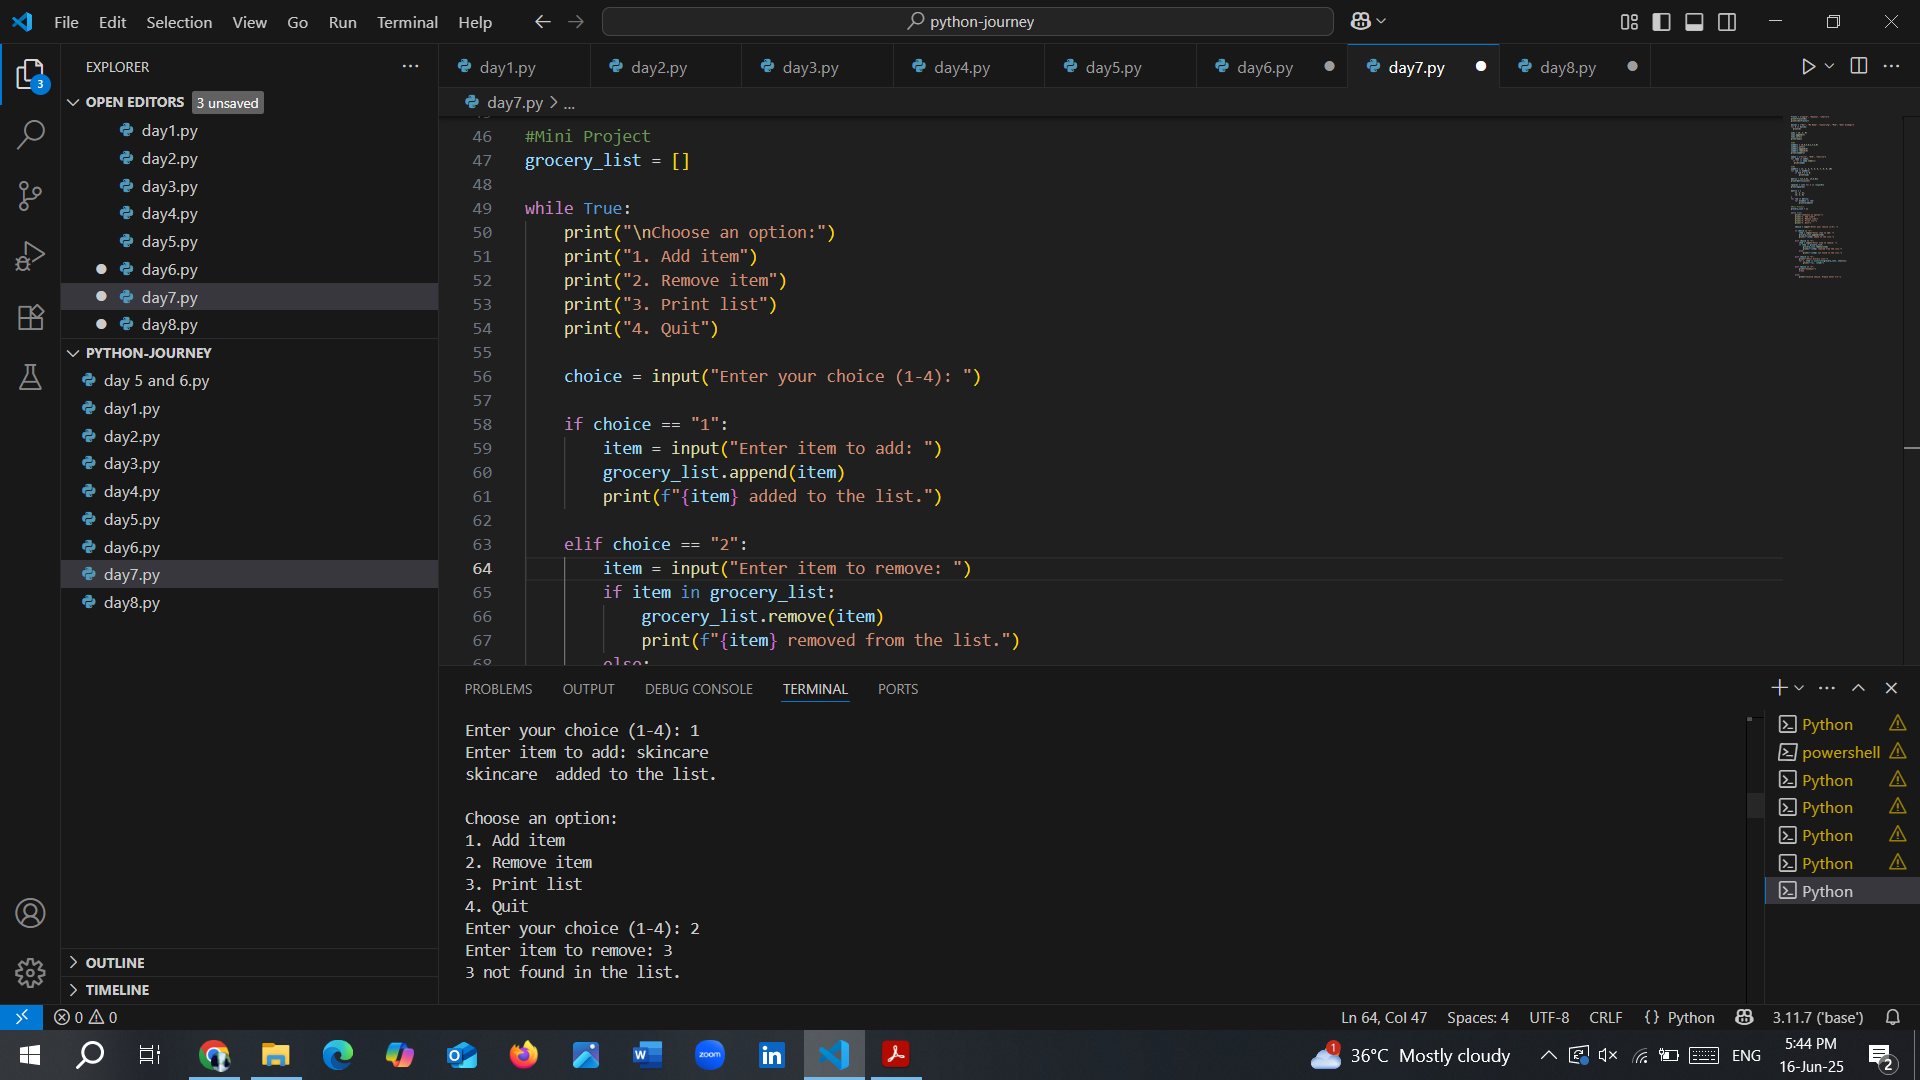 File Edit Selection View Go Run Terminal Help
python-journey
EXPLORER
OPEN EDITORS 3 unsaved
day1.py
day2.py
day3.py
day4.py
day5.py
day6.py
day7.py
day8.py
PYTHON-JOURNEY
day 5 and 6.py
day1.py
day2.py
day3.py
day4.py
day5.py
day6.py
day7.py
day8.py
OUTLINE
TIMELINE
3
day1.py day2.py day3.py day4.py day5.py day6.py day7.py day8.py
day7.py > ...
46 #Mini Project
47 grocery_list = []
48
49 while True:
50 print("\nChoose an option:")
51 print("1. Add item")
52 print("2. Remove item")
53 print("3. Print list")
54 print("4. Quit")
55
56 choice = input("Enter your choice (1-4): ")
57
58 if choice == "1":
59 item = input("Enter item to add: ")
60 grocery_list.append(item)
61 print(f"{item} added to the list.")
62
63 elif choice == "2":
64 item = input("Enter item to remove: ")
65 if item in grocery_list:
66 grocery_list.remove(item)
67 print(f"{item} removed from the list.")
68 else:
PROBLEMS OUTPUT DEBUG CONSOLE TERMINAL PORTS
Enter your choice (1-4): 1
Enter item to add: skincare
skincare  added to the list.
Choose an option:
1. Add item
2. Remove item
3. Print list
4. Quit
Enter your choice (1-4): 2
Enter item to remove: 3
3 not found in the list.
Python
powershell
Python
Python
Python
Python
Python
0 0
Ln 64, Col 47 Spaces: 4 UTF-8 CRLF {} Python 3.11.7 ('base')
zoom
1
36°C Mostly cloudy
ENG
5:44 PM
16-Jun-25
2